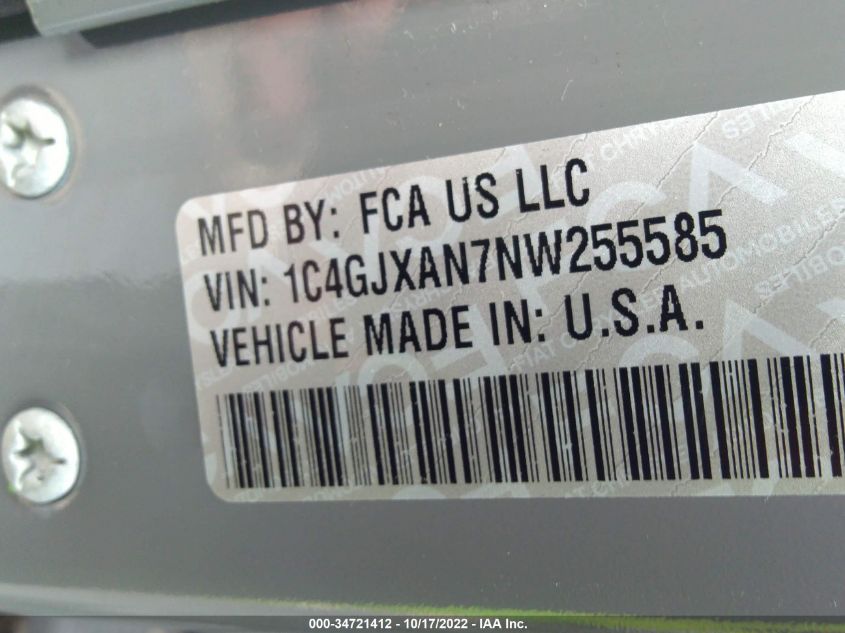 MFD BY: FCA US LLC
VIN: 1C4GJXAN7NW255585
VEHICLE MADE IN: U.S.A.
000-34721412 - 10/17/2022 - IAA Inc.